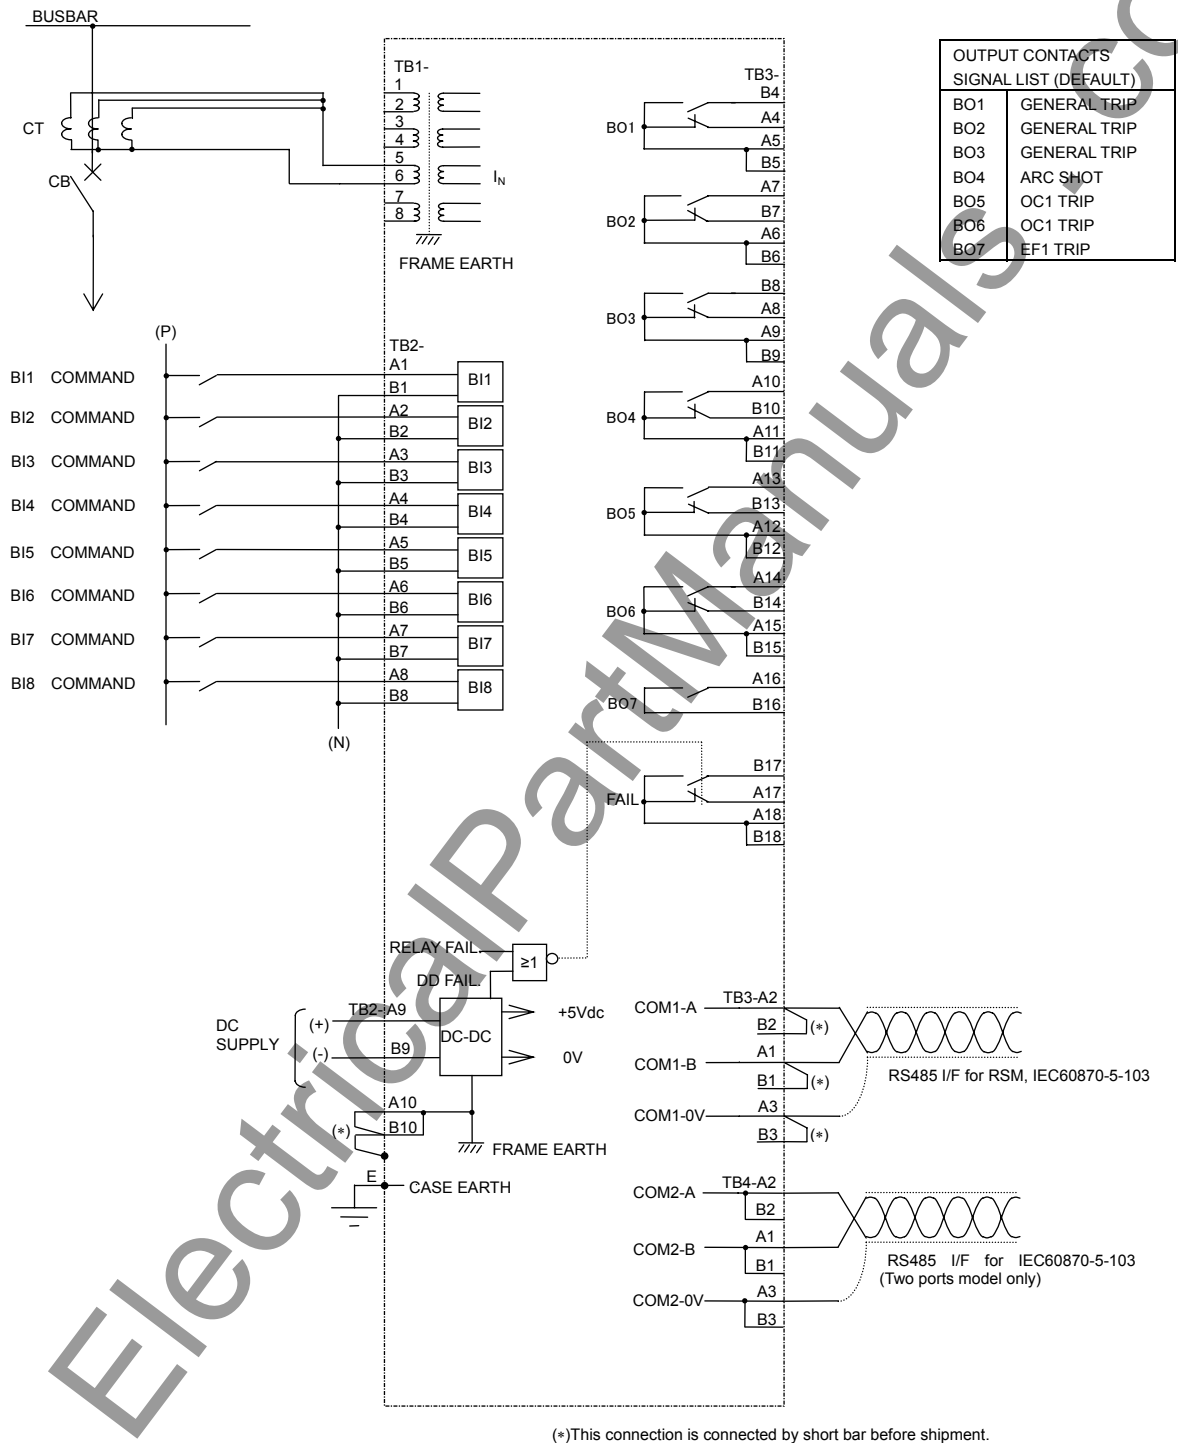 BUSBAR
CT
CB
TB1-
1
2
3
4
5
6
7
8
IN
FRAME EARTH
(P)
TB2-
BI1 COMMAND
A1
B1
BI1
BI2 COMMAND
A2
B2
BI2
BI3 COMMAND
A3
B3
BI3
BI4 COMMAND
A4
B4
BI4
BI5 COMMAND
A5
B5
BI5
BI6 COMMAND
A6
B6
BI6
BI7 COMMAND
A7
B7
BI7
BI8 COMMAND
A8
B8
BI8
(N)
TB3-
BO1
B4
A4
A5
B5
BO2
A7
B7
A6
B6
BO3
B8
A8
A9
B9
BO4
A10
B10
A11
B11
BO5
A13
B13
A12
B12
BO6
A14
B14
A15
B15
BO7
A16
B16
FAIL
B17
A17
A18
B18
OUTPUT CONTACTS
SIGNAL LIST (DEFAULT)
BO1 GENERAL TRIP
BO2 GENERAL TRIP
BO3 GENERAL TRIP
BO4 ARC SHOT
BO5 OC1 TRIP
BO6 OC1 TRIP
BO7 EF1 TRIP
RELAY FAIL.
≥1
DD FAIL.
DC
SUPPLY
(+)
TB2- A9
(-)
B9
DC-DC
+5Vdc
0V
A10
(∗)
B10
FRAME EARTH
E
CASE EARTH
COM1-A
TB3-A2
B2
(∗)
COM1-B
A1
B1
(∗)
COM1-0V
A3
B3
(∗)
RS485 I/F for RSM, IEC60870-5-103
COM2-A
TB4-A2
B2
COM2-B
A1
B1
COM2-0V
A3
B3
RS485 I/F for IEC60870-5-103
(Two ports model only)
(∗)This connection is connected by short bar before shipment.
ElectricalPartManuals.co